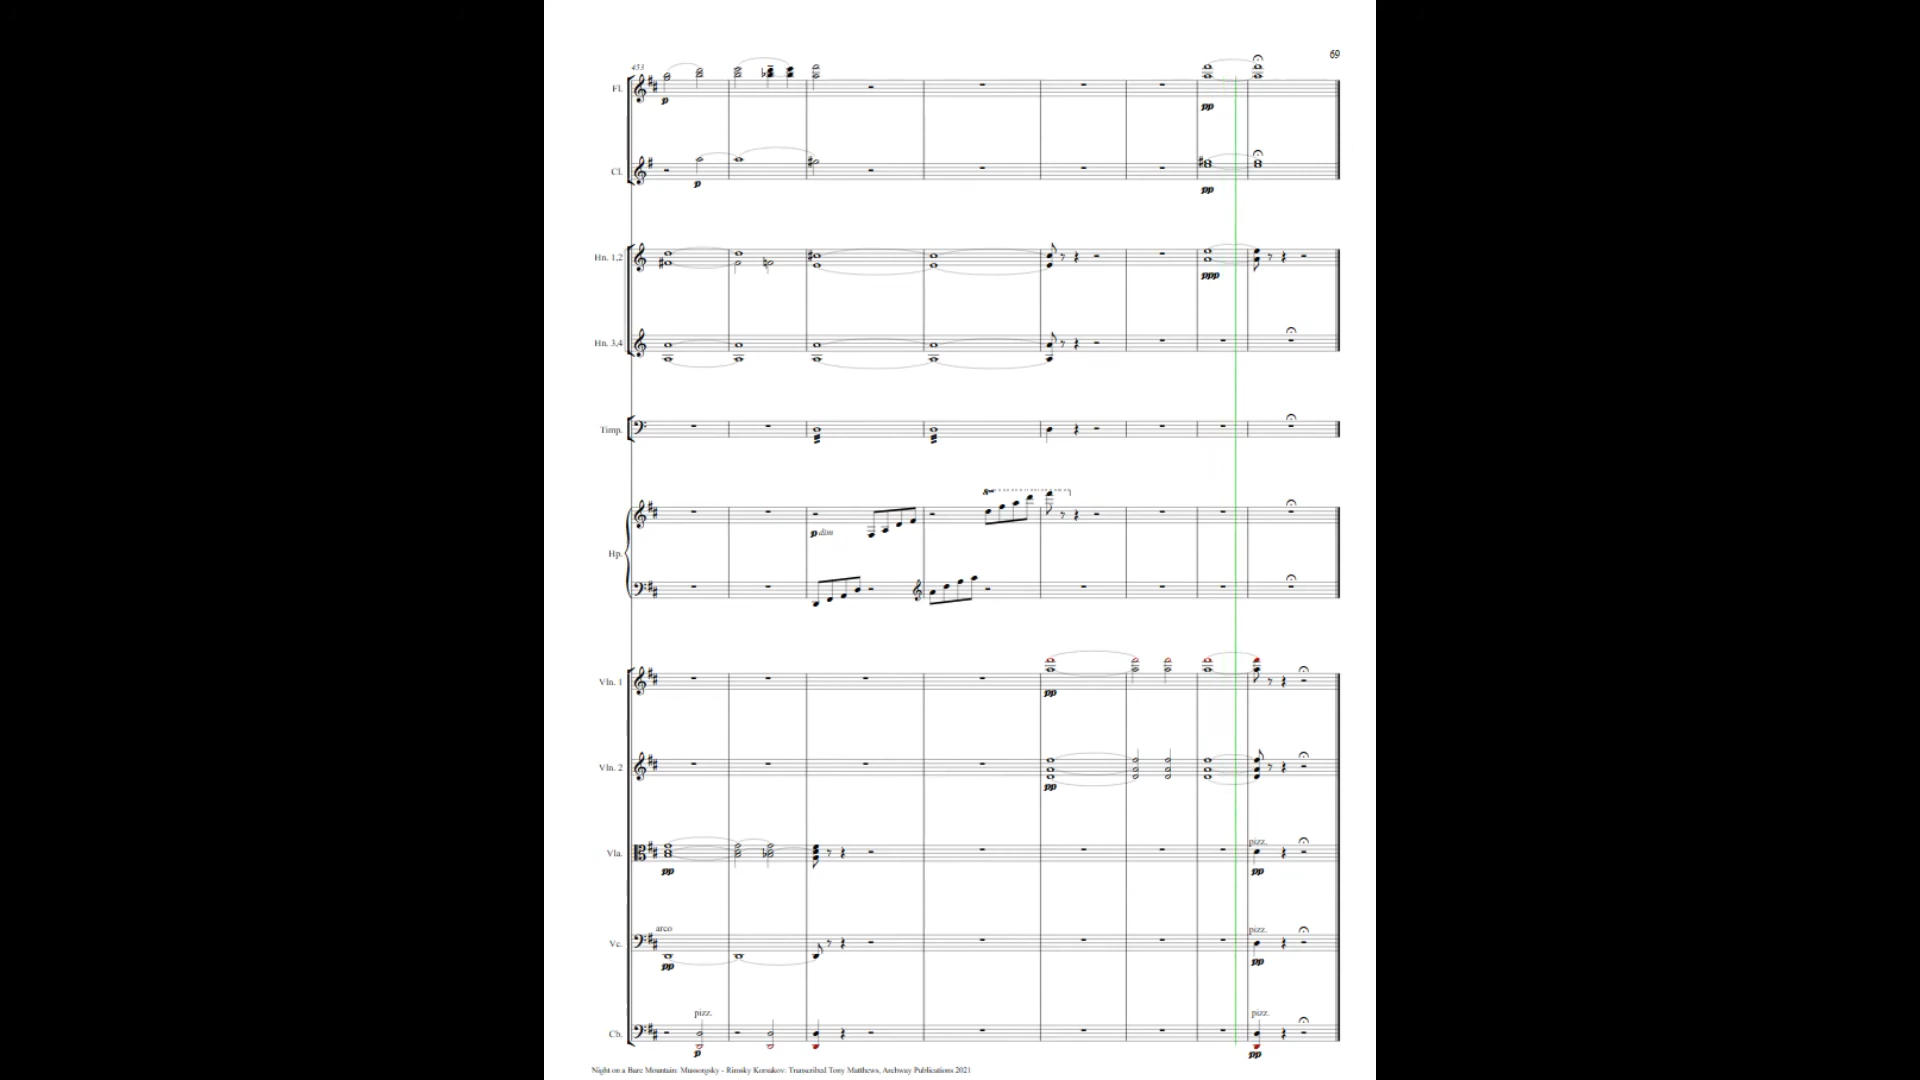 69
453
Fl.
p
pp
Cl.
p
pp
Hn. 1,2
ppp
Hn. 3,4
Timp.
8va
p dim
Hp.
Vln. 1
pp
Vln. 2
pp
pizz.
Vla.
pp
pp
arco
pizz.
Vc.
pp
pp
pizz.
pizz.
Cb.
p
pp
Night on a Bare Mountain: Mussorgsky - Rimsky Korsakov: Transcribed Tony Matthews, Archway Publications 2021